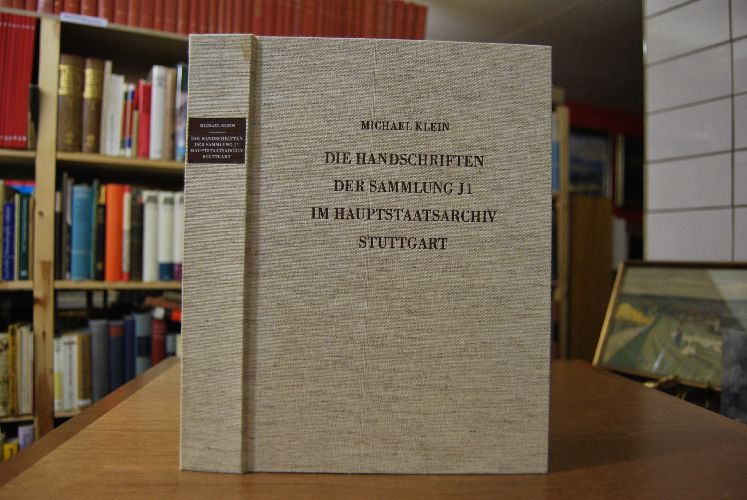 MICHAEL KLEIN
DIE HANDSCHRIFTEN
DER SAMMLUNG J1
HAUPTSTAATSARCHIV
STUTTGART
MICHAEL KLEIN
DIE HANDSCHRIFTEN
DER SAMMLUNG J1
IM HAUPTSTAATSARCHIV
STUTTGART